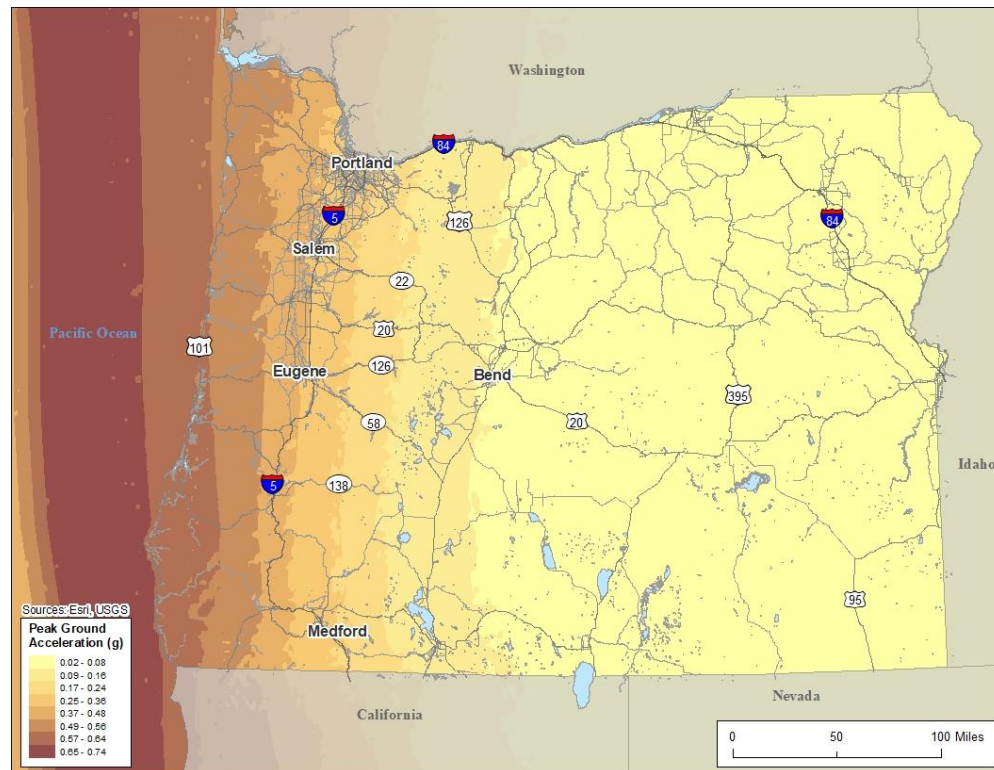 Washington
84
Portland
5
126
84
Salem
22
Pacific Ocean
20
101
126
Eugene
Bend
395
58
20
Idaho
5
138
95
Sources: Esri, USGS
Peak Ground
Acceleration (g)
0.02 - 0.08
0.09 - 0.16
0.17 - 0.24
0.25 - 0.36
0.37 - 0.48
0.49 - 0.56
0.57 - 0.64
0.65 - 0.74
Medford
Nevada
California
0 50 100 Miles